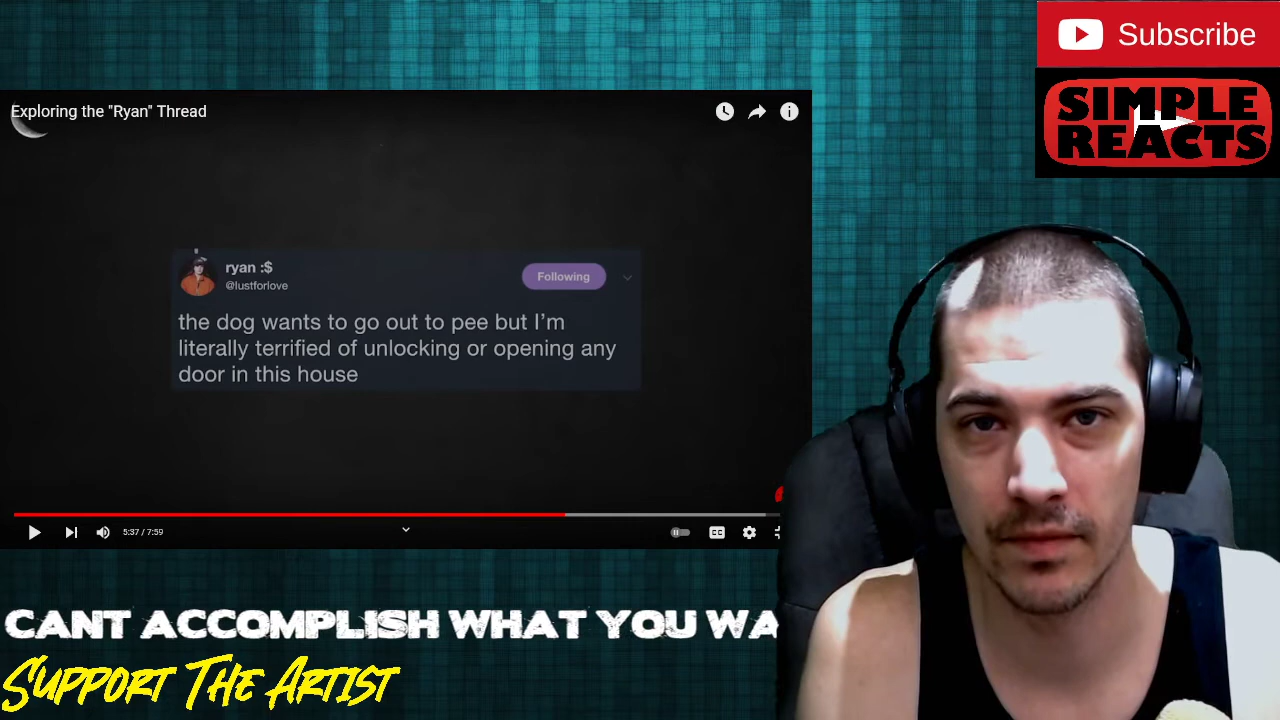 Subscribe
SIMPLE
REACTS
Exploring the "Ryan" Thread
ryan :$
@lustforlove
Following
the dog wants to go out to pee but I'm
literally terrified of unlocking or opening any
door in this house
5:37 / 7:59
CC
CANT ACCOMPLISH WHAT YOU WA
SUPPORT THE ARTIST